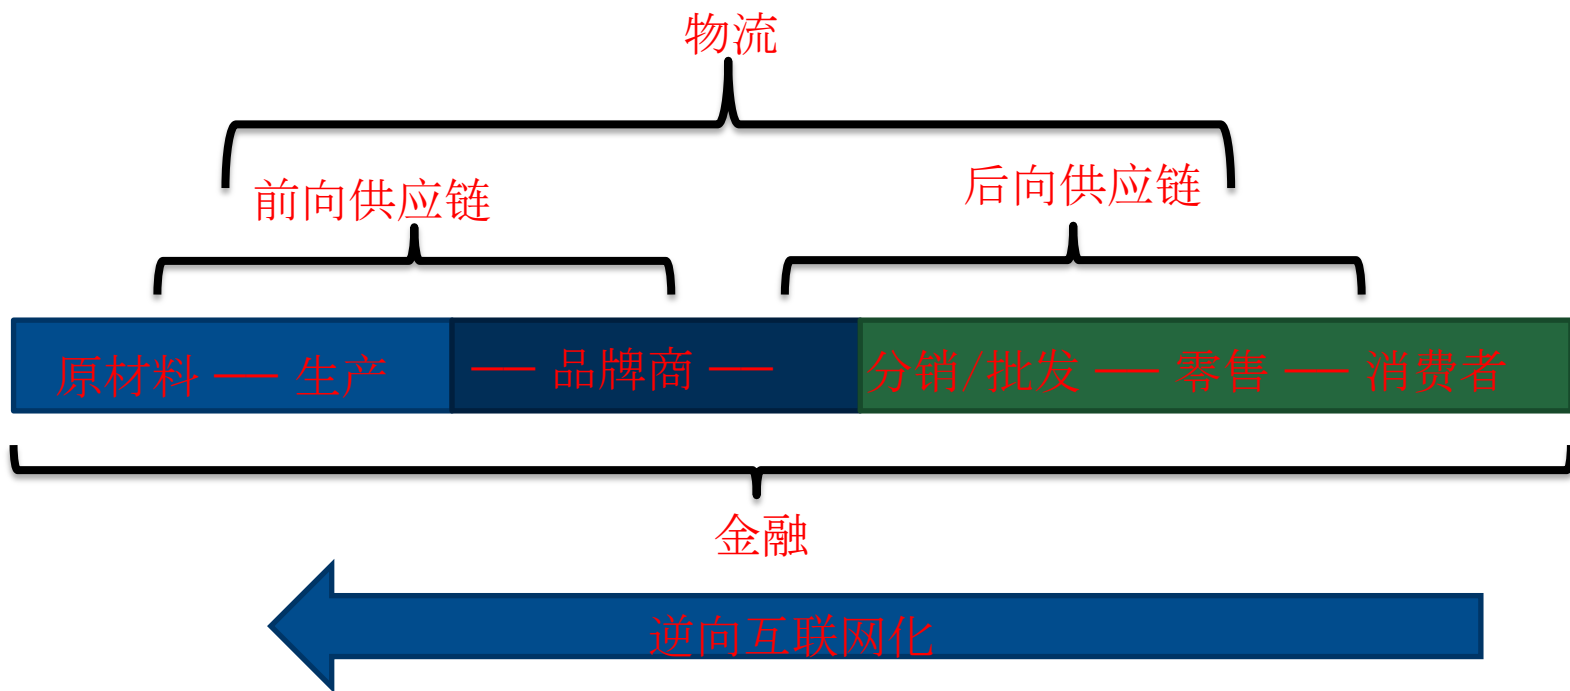 物流
前向供应链
后向供应链
原材料 — 生产 — 品牌商 — 分销/批发 — 零售 — 消费者
金融
逆向互联网化